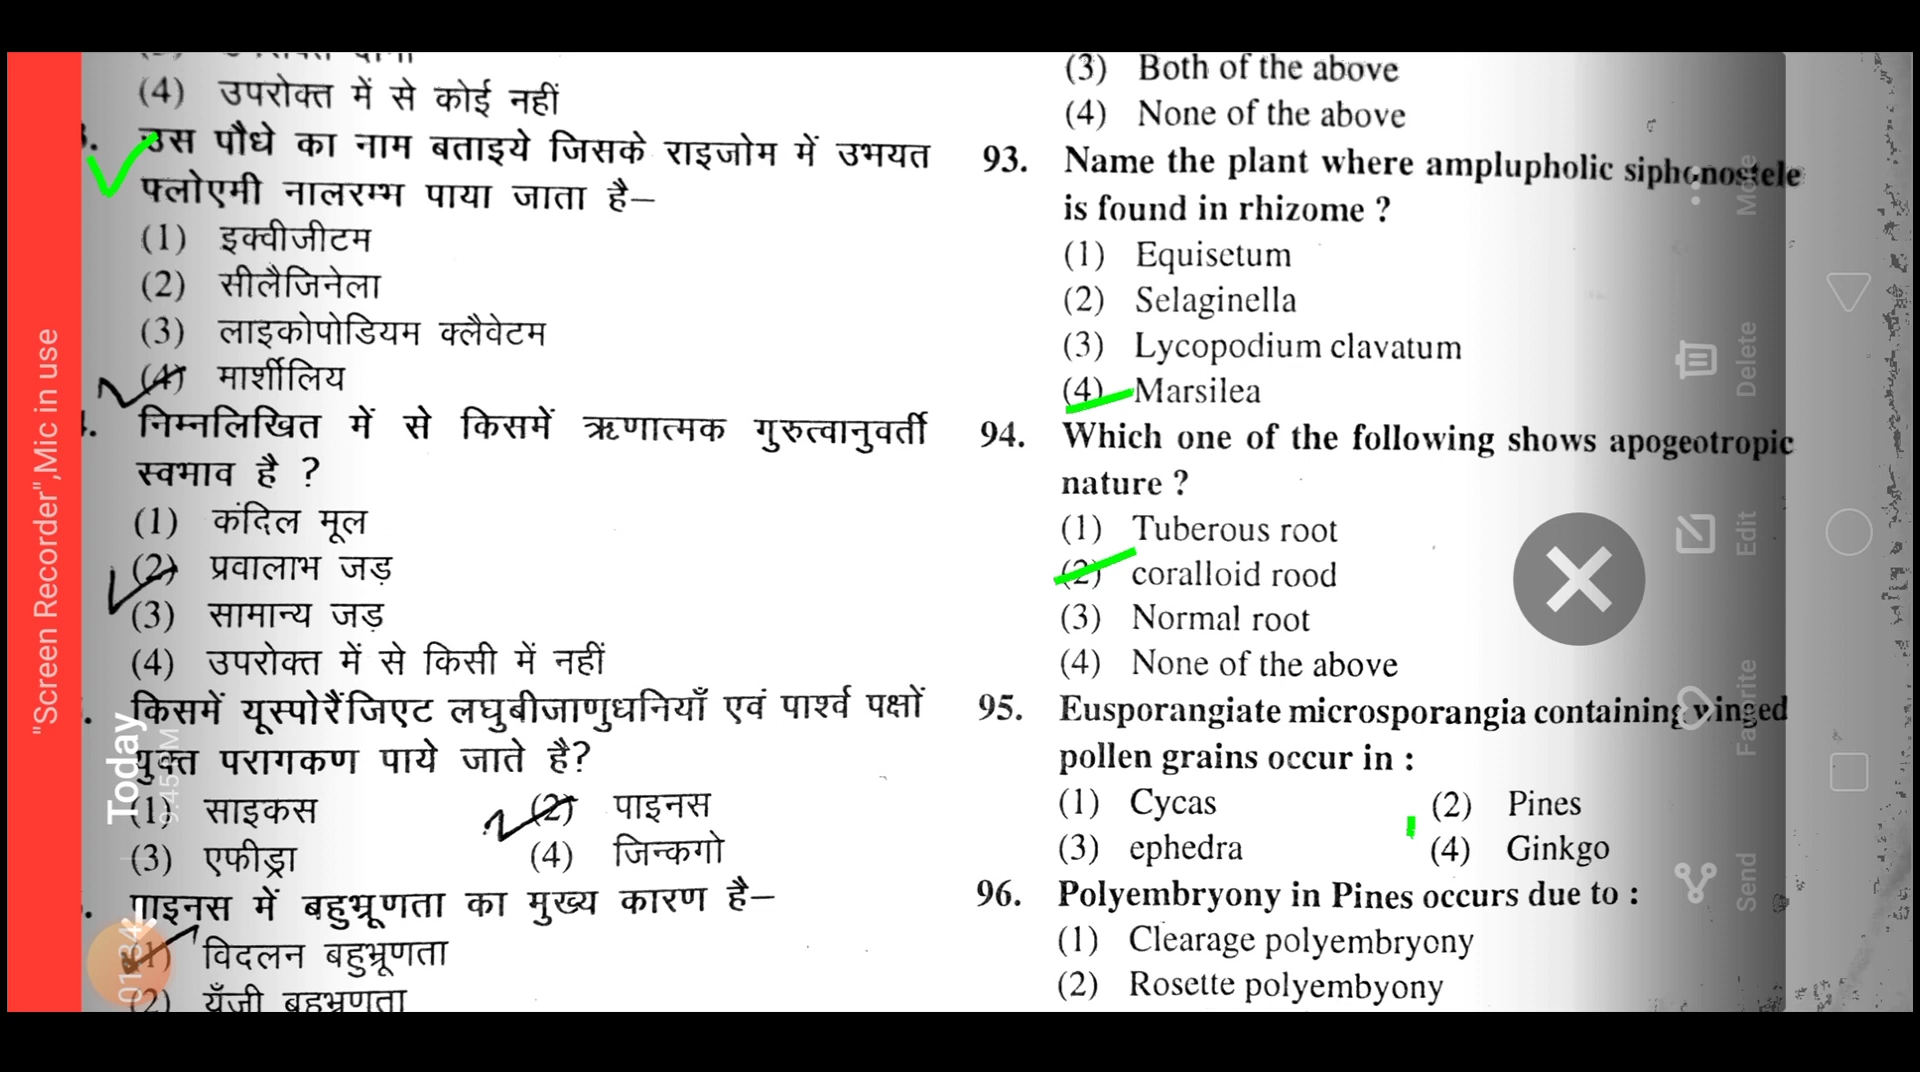 (4) उपरोक्त में से कोई नहीं
उस पौधे का नाम बताइये जिसके राइजोम में उभयत
फ्लोएमी नालरम्भ पाया जाता है—
(1) इक्वीजीटम
(2) सीलैजिनेला
(3) लाइकोपोडियम क्लैवेटम
(4) मार्शीलिय
निम्नलिखित में से किसमें ऋणात्मक गुरुत्वानुवर्ती
स्वभाव है ?
(1) कंदिल मूल
(2) प्रवालाभ जड़
(3) सामान्य जड़
(4) उपरोक्त में से किसी में नहीं
किसमें यूस्पोरैंजिएट लघुबीजाणुधनियाँ एवं पार्श्व पक्षों
युक्त परागकण पाये जाते है?
(1) साइकस (2) पाइनस
(3) एफीड्रा (4) जिन्कगो
पाइनस में बहुभ्रूणता का मुख्य कारण है—
(1) विदलन बहुभ्रूणता
(2)
(3) Both of the above
(4) None of the above
93. Name the plant where amplupholic siphonostele
is found in rhizome ?
(1) Equisetum
(2) Selaginella
(3) Lycopodium clavatum
(4) Marsilea
94. Which one of the following shows apogeotropic
nature ?
(1) Tuberous root
(2) coralloid rood
(3) Normal root
(4) None of the above
95. Eusporangiate microsporangia containing winged
pollen grains occur in :
(1) Cycas (2) Pines
(3) ephedra (4) Ginkgo
96. Polyembryony in Pines occurs due to :
(1) Clearage polyembryony
(2) Rosette polyembyony
"Screen Recorder",Mic in use
Today
More
Delete
Edit
Favorite
Send